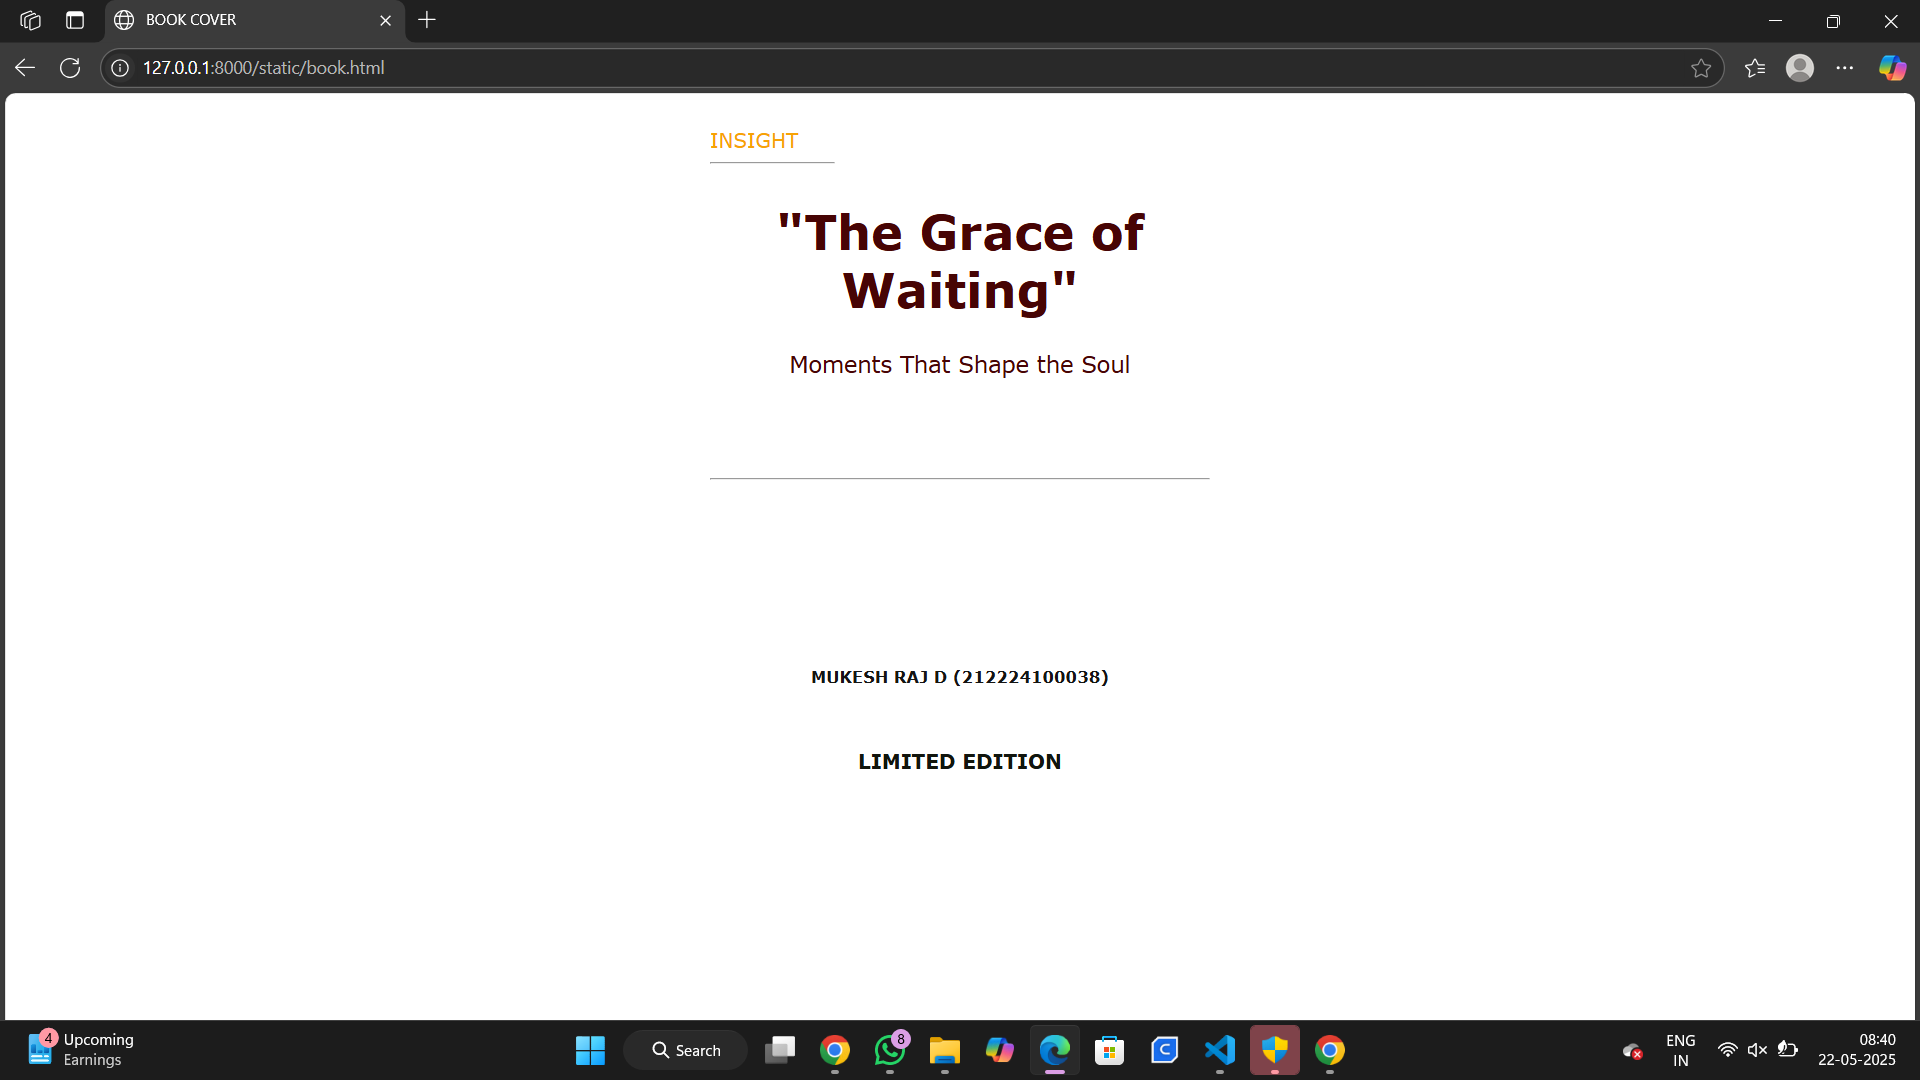 BOOK COVER
127.0.0.1:8000/static/book.html
INSIGHT
"The Grace of
Waiting"
Moments That Shape the Soul
MUKESH RAJ D (212224100038)
LIMITED EDITION
4
Upcoming
Earnings
Search
8
ENG
IN
08:40
22-05-2025